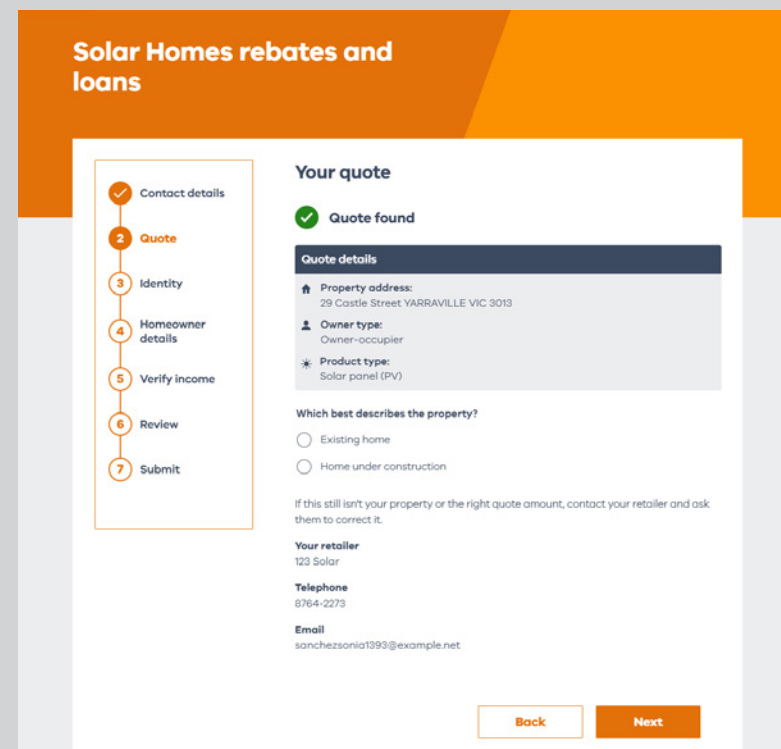 Solar Homes rebates and
loans
Contact details
2 Quote
3 Identity
4 Homeowner
details
5 Verify income
6 Review
7 Submit
Your quote
Quote found
Quote details
Property address:
29 Castle Street YARRAVILLE VIC 3013
Owner type:
Owner-occupier
Product type:
Solar panel (PV)
Which best describes the property?
Existing home
Home under construction
If this still isn't your property or the right quote amount, contact your retailer and ask
them to correct it.
Your retailer
123 Solar
Telephone
8764-2273
Email
sanchezsonia1393@example.net
Back
Next